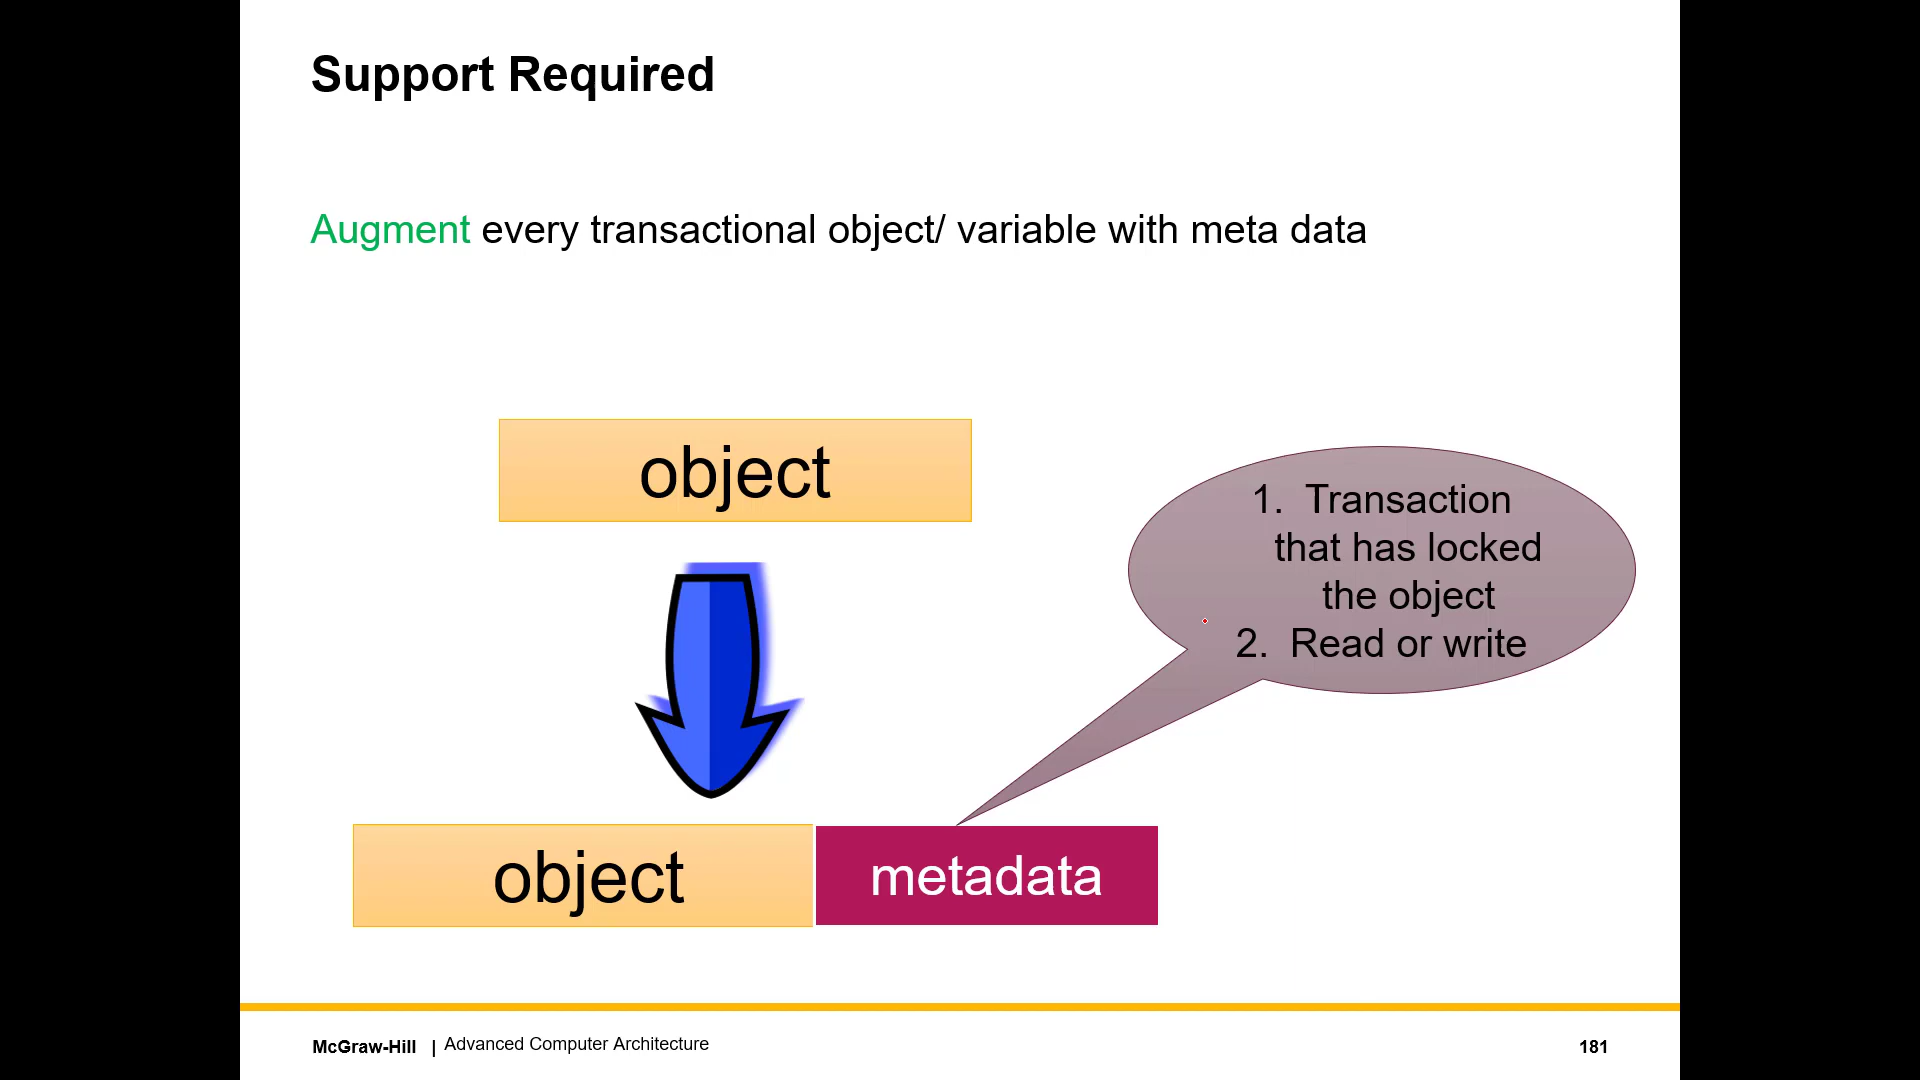 Support Required
Augment every transactional object/ variable with meta data
object
1. Transaction
that has locked
the object
2. Read or write
object
metadata
McGraw-Hill | Advanced Computer Architecture
181